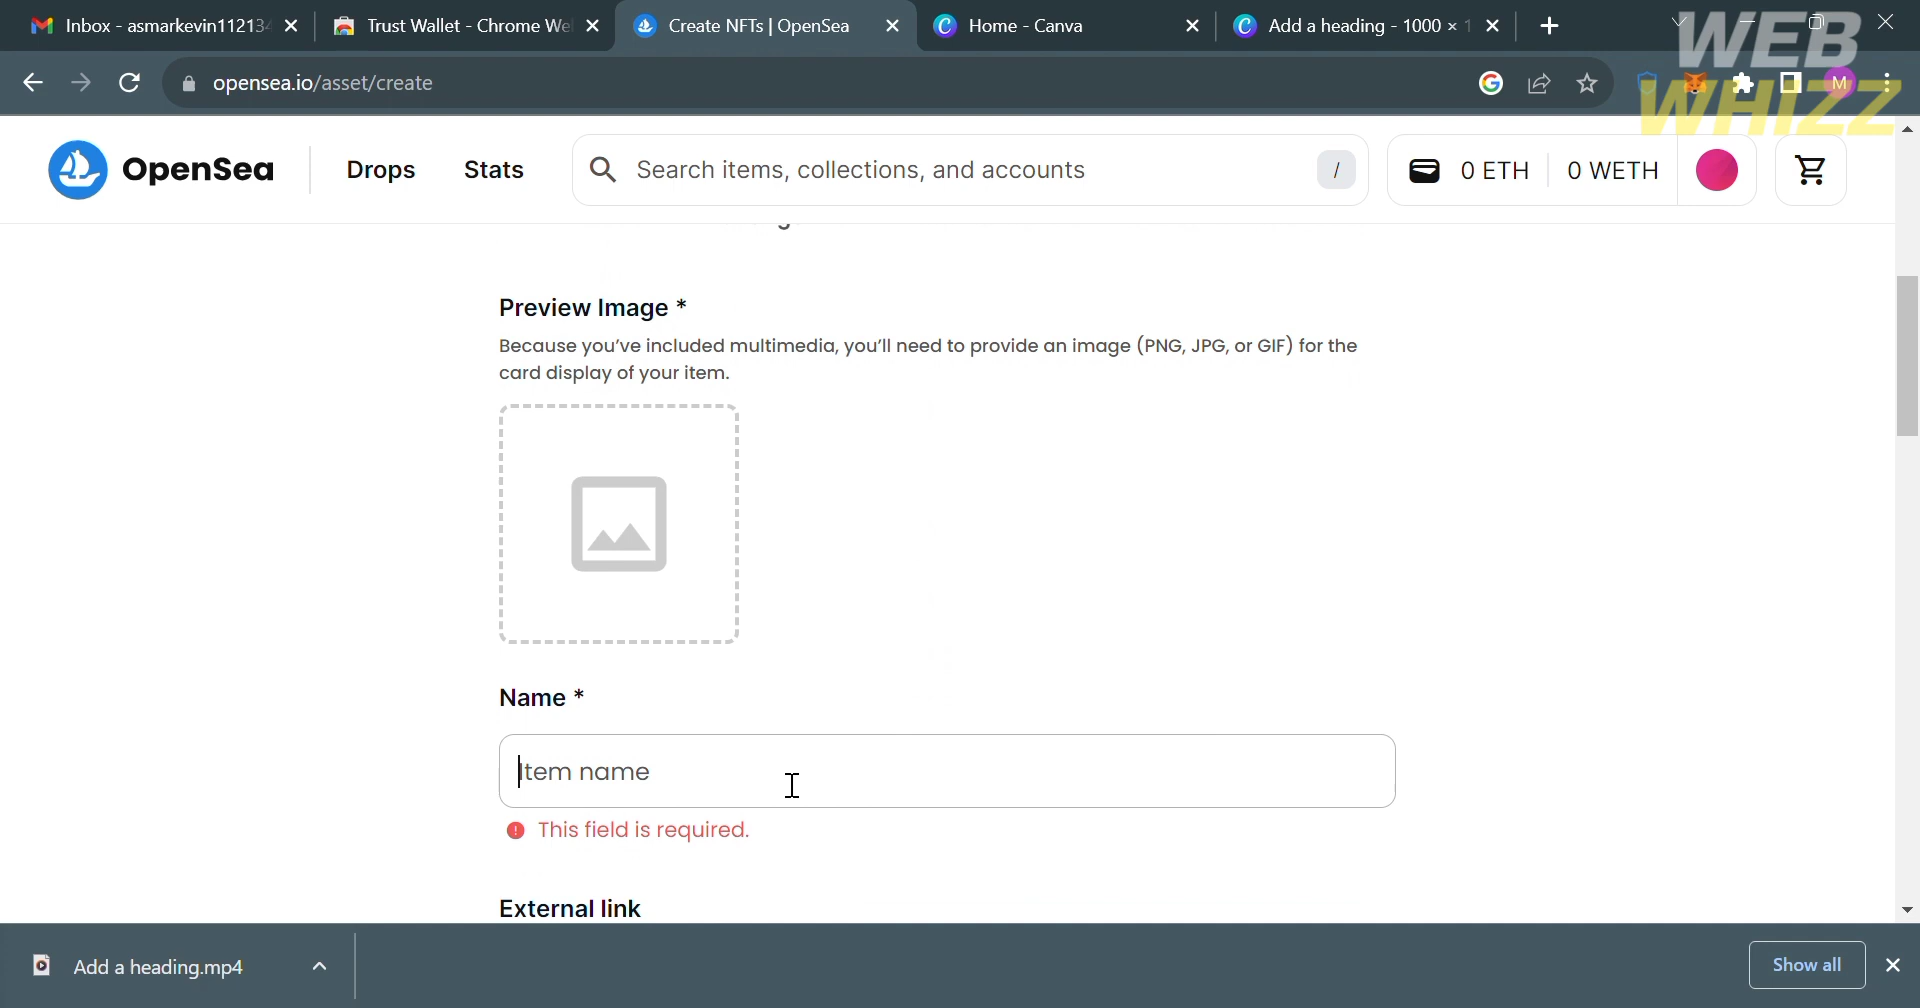 Inbox - asmarkevin112134
Trust Wallet - Chrome We
Create NFTs | OpenSea
Home - Canva
Add a heading - 1000 × 1
WEB
WHIZZ
opensea.io/asset/create
M
OpenSea
Drops
Stats
Search items, collections, and accounts
/
0 ETH
0 WETH
Preview Image *
Because you've included multimedia, you'll need to provide an image (PNG, JPG, or GIF) for the
card display of your item.
Name *
Item name
This field is required.
External link
Add a heading.mp4
Show all